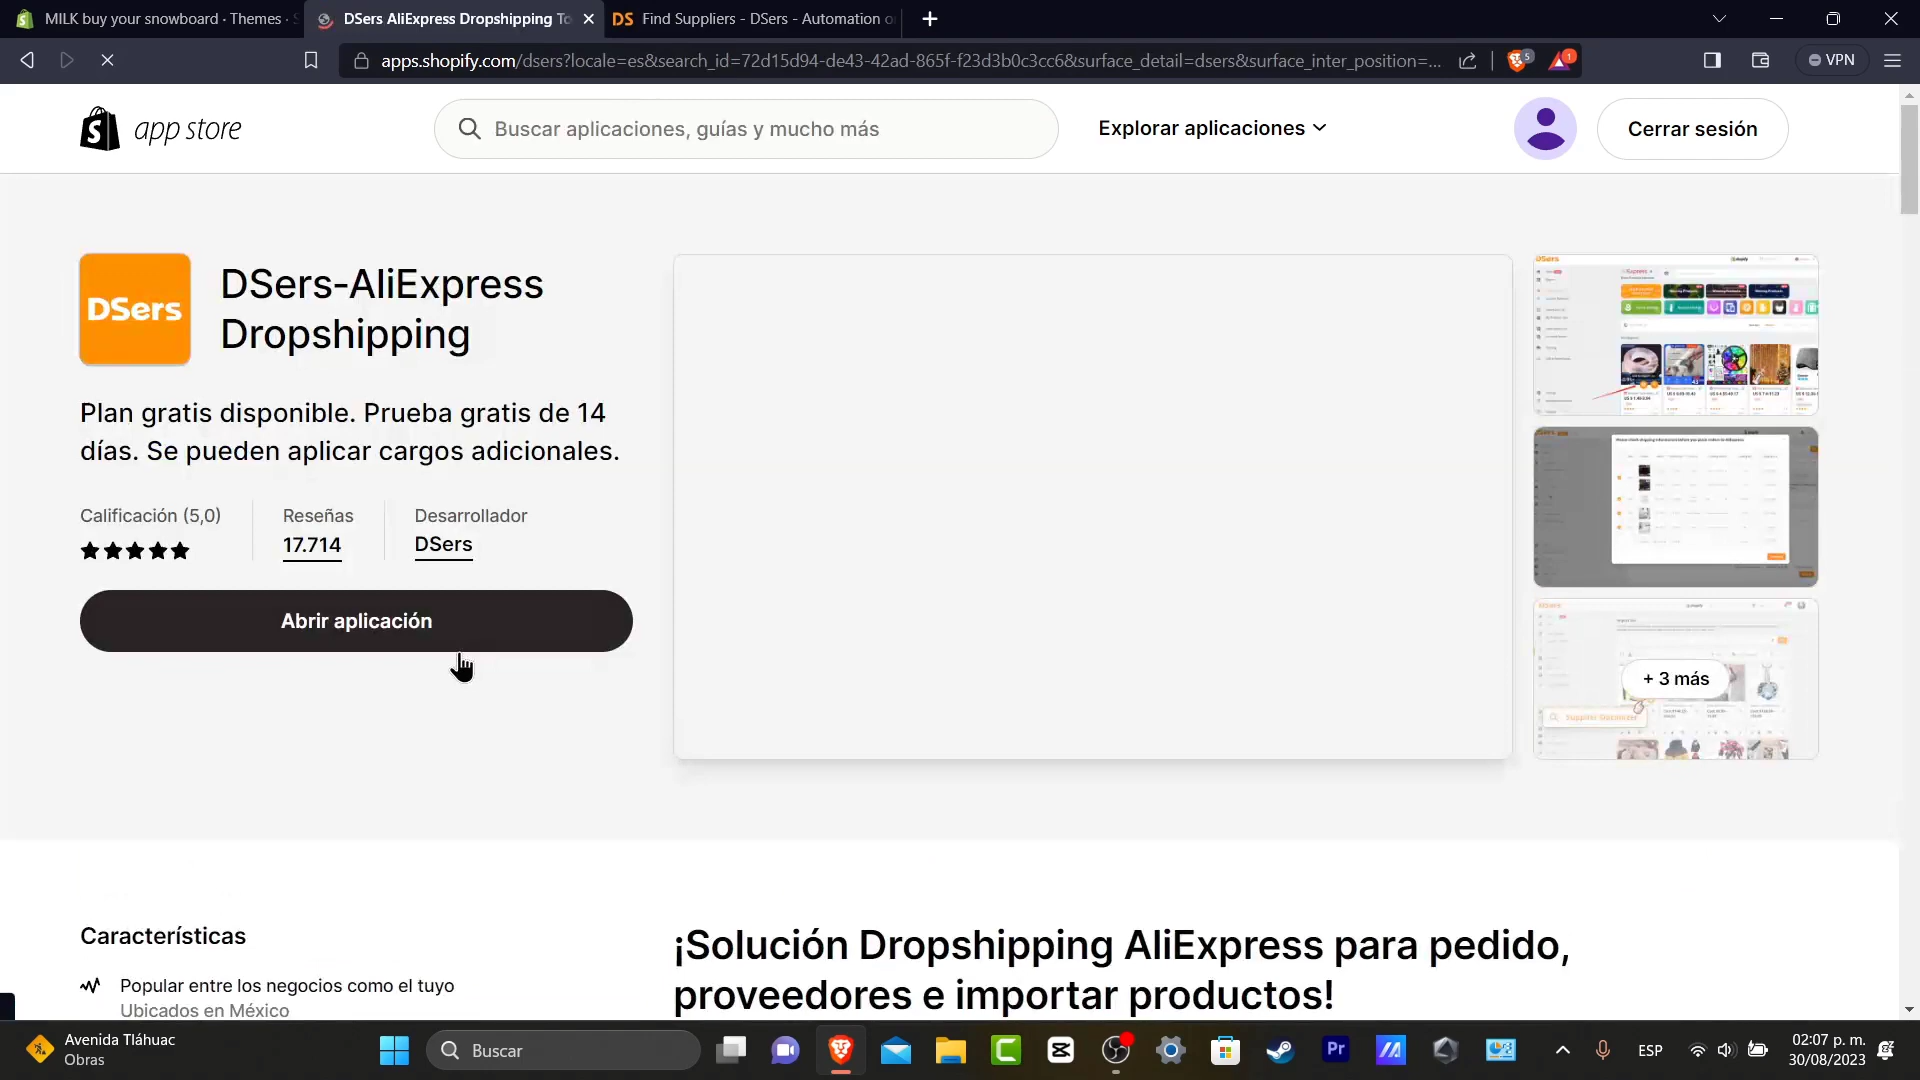 MILK buy your snowboard · Themes ·
DSers AliExpress Dropshipping To
DS Find Suppliers - DSers - Automation o
apps.shopify.com/dsers?locale=es&search_id=72d15d94-de43-42ad-865f-f23d3b0c3cc6&surface_detail=dsers&surface_inter_position=...
5
1
VPN
app store
Buscar aplicaciones, guías y mucho más
Explorar aplicaciones
Cerrar sesión
DSers
DSers-AliExpress
Dropshipping
Plan gratis disponible. Prueba gratis de 14
días. Se pueden aplicar cargos adicionales.
Calificación (5,0)
Reseñas
17.714
Desarrollador
DSers
Abrir aplicación
+ 3 más
Características
Popular entre los negocios como el tuyo
Ubicados en México
¡Solución Dropshipping AliExpress para pedido,
proveedores e importar productos!
Avenida Tláhuac
Obras
Buscar
Pr
ESP
02:07 p. m.
30/08/2023